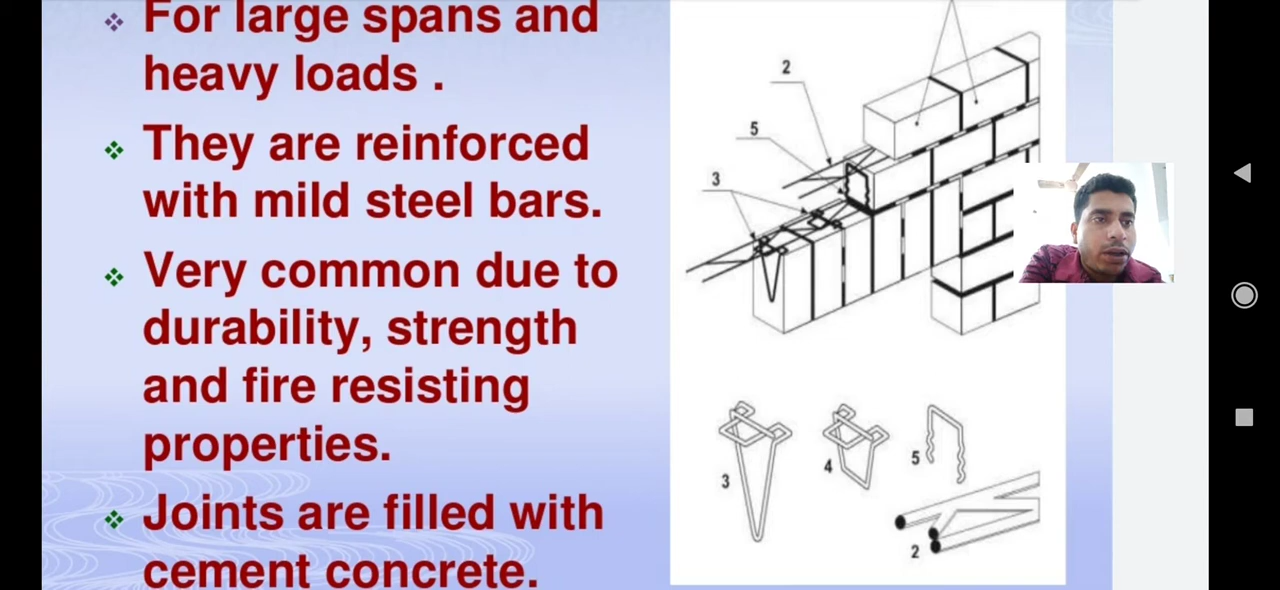 For large spans and
heavy loads .
They are reinforced
with mild steel bars.
Very common due to
durability, strength
and fire resisting
properties.
Joints are filled with
cement concrete.
2
5
3
3
4
5
2